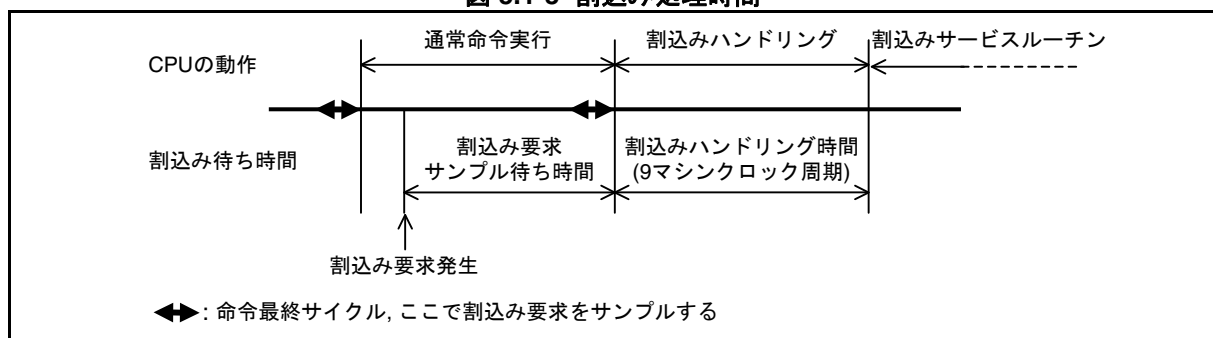 通常命令実行
割込みハンドリング
割込みサービスルーチン
CPUの動作
割込み待ち時間
割込み要求
サンプル待ち時間
割込みハンドリング時間
(9マシンクロック周期)
割込み要求発生
: 命令最終サイクル, ここで割込み要求をサンプルする